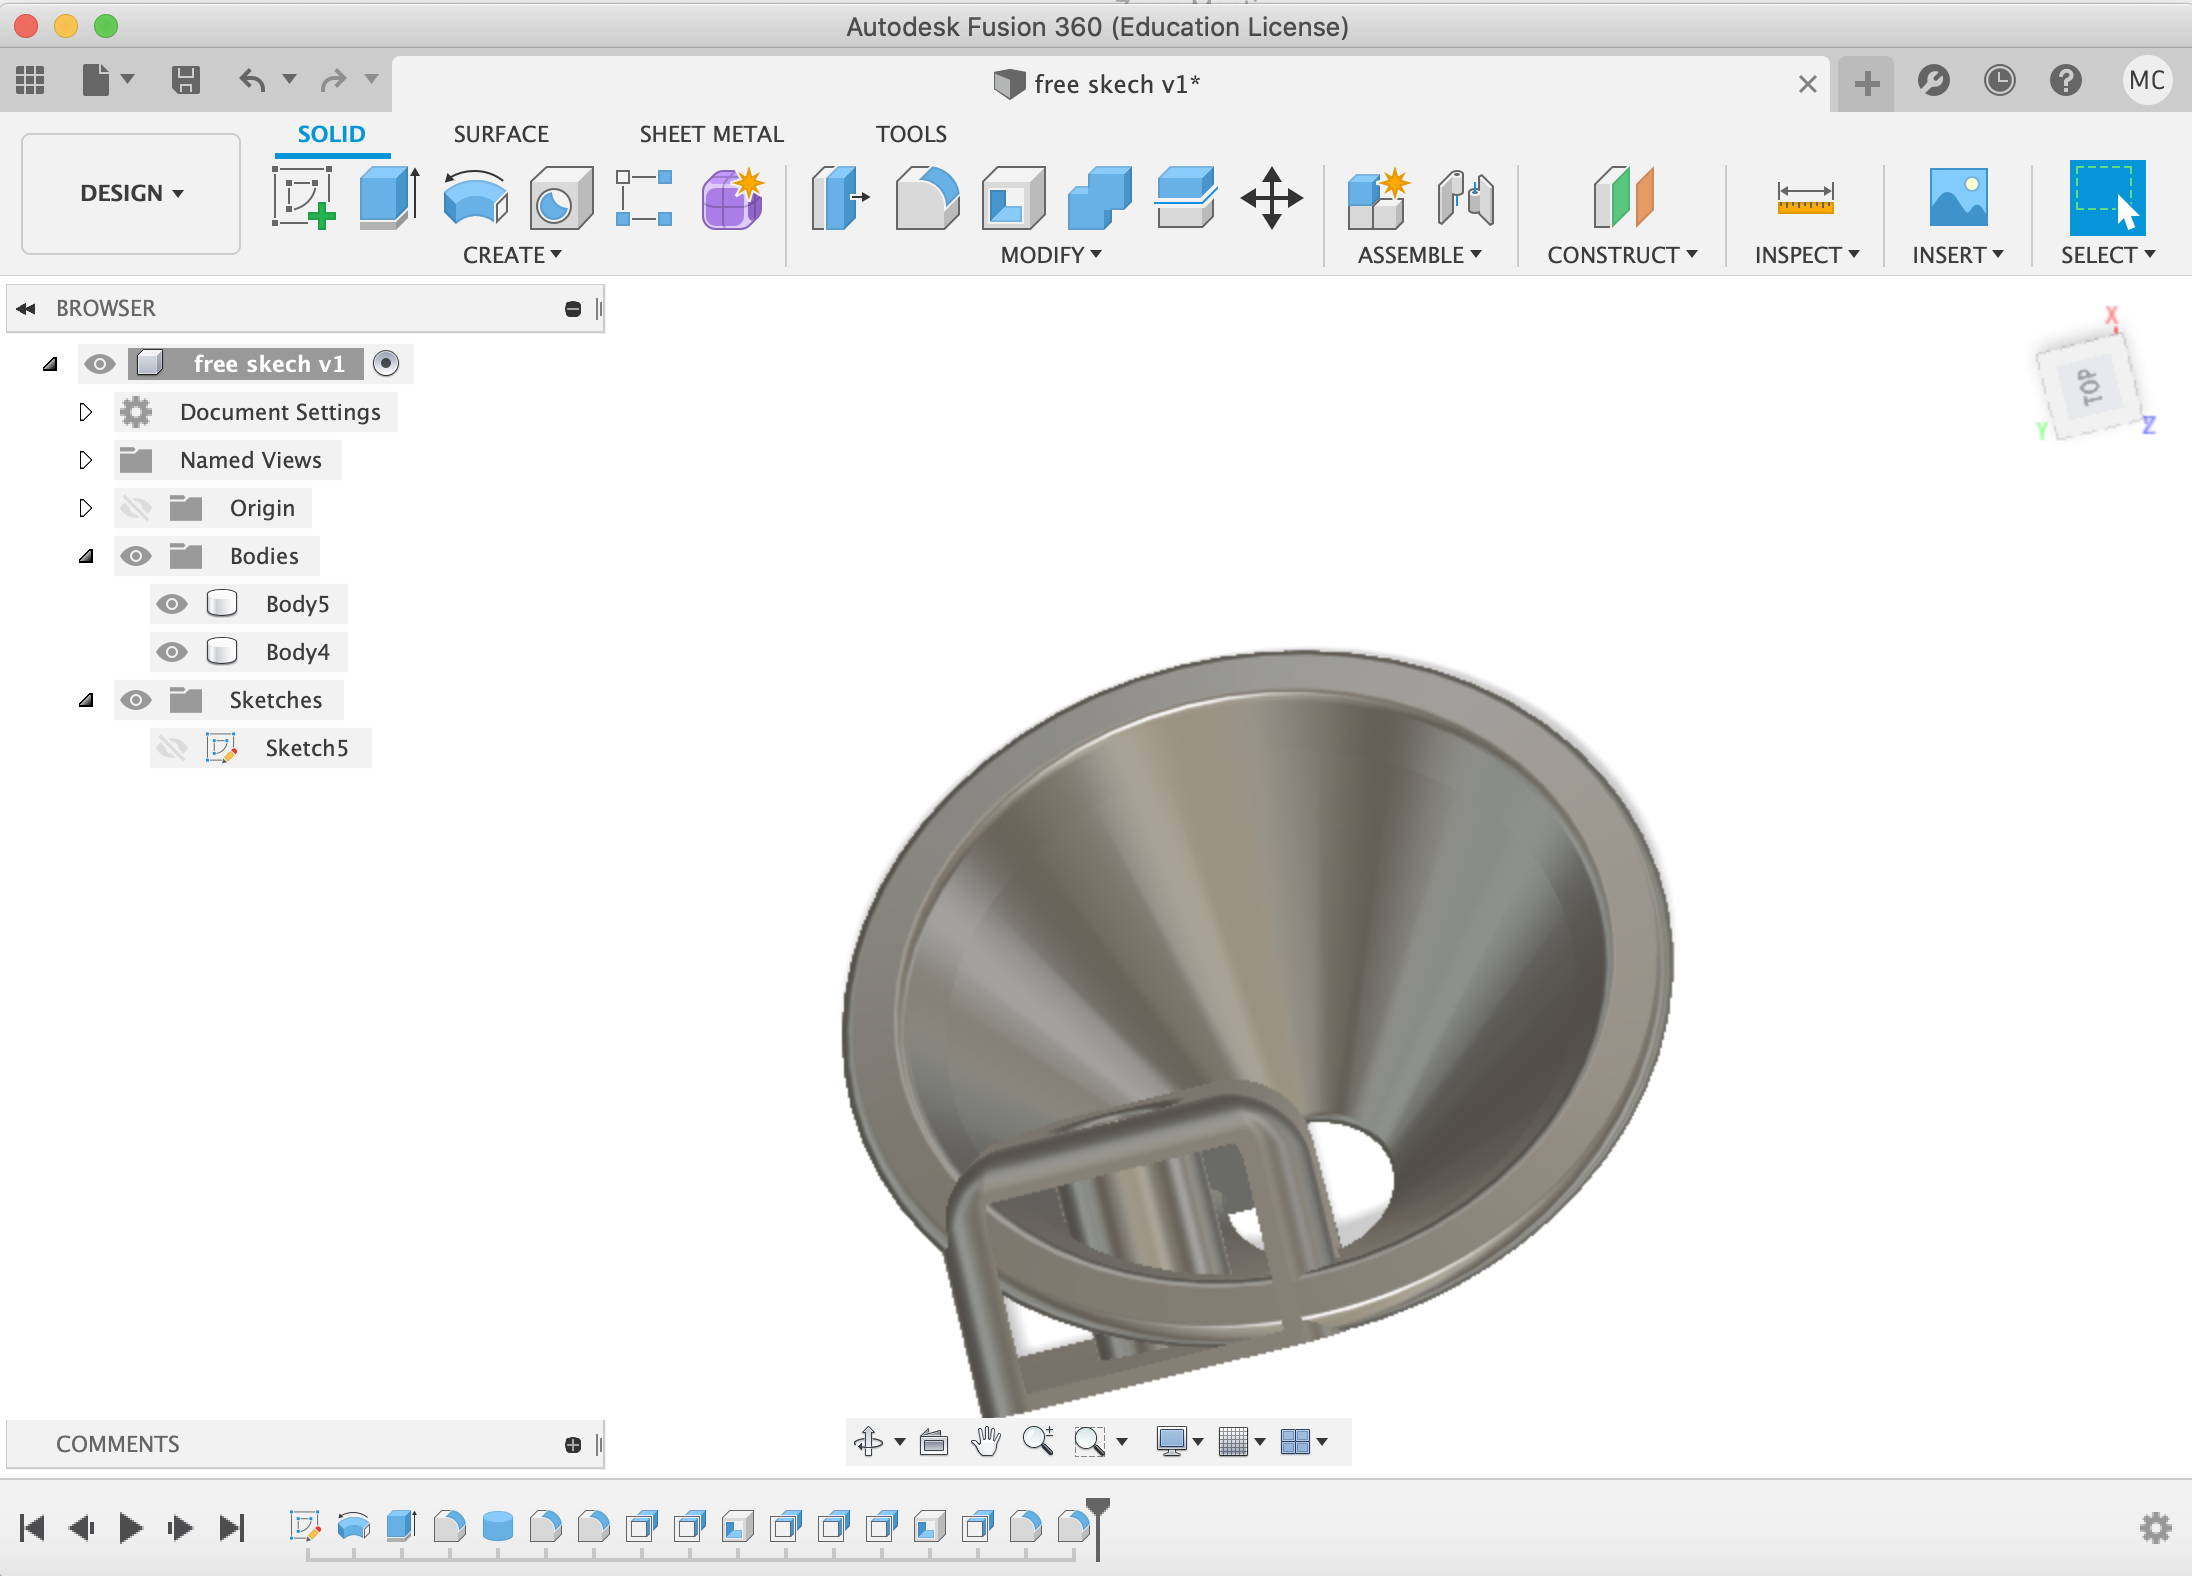 Autodesk Fusion 360 (Education License)
free skech v1*
MC
SOLID SURFACE SHEET METAL TOOLS
DESIGN
CREATE MODIFY ASSEMBLE CONSTRUCT INSPECT INSERT SELECT
BROWSER
free skech v1
Document Settings
Named Views
Origin
Bodies
Body5
Body4
Sketches
Sketch5
X
TOP
Y
Z
COMMENTS